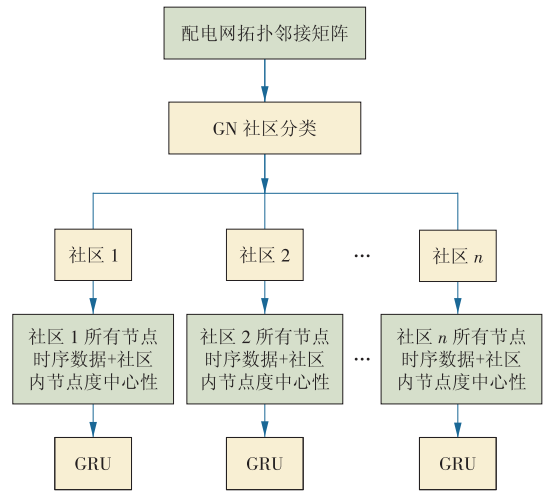 配电网拓扑邻接矩阵
GN 社区分类
社区 1
社区 2
···
社区 n
社区 1 所有节点
时序数据+社区
内节点度中心性
社区 2 所有节点
时序数据+社区
内节点度中心性
···
社区 n 所有节点
时序数据+社区
内节点度中心性
GRU
GRU
GRU